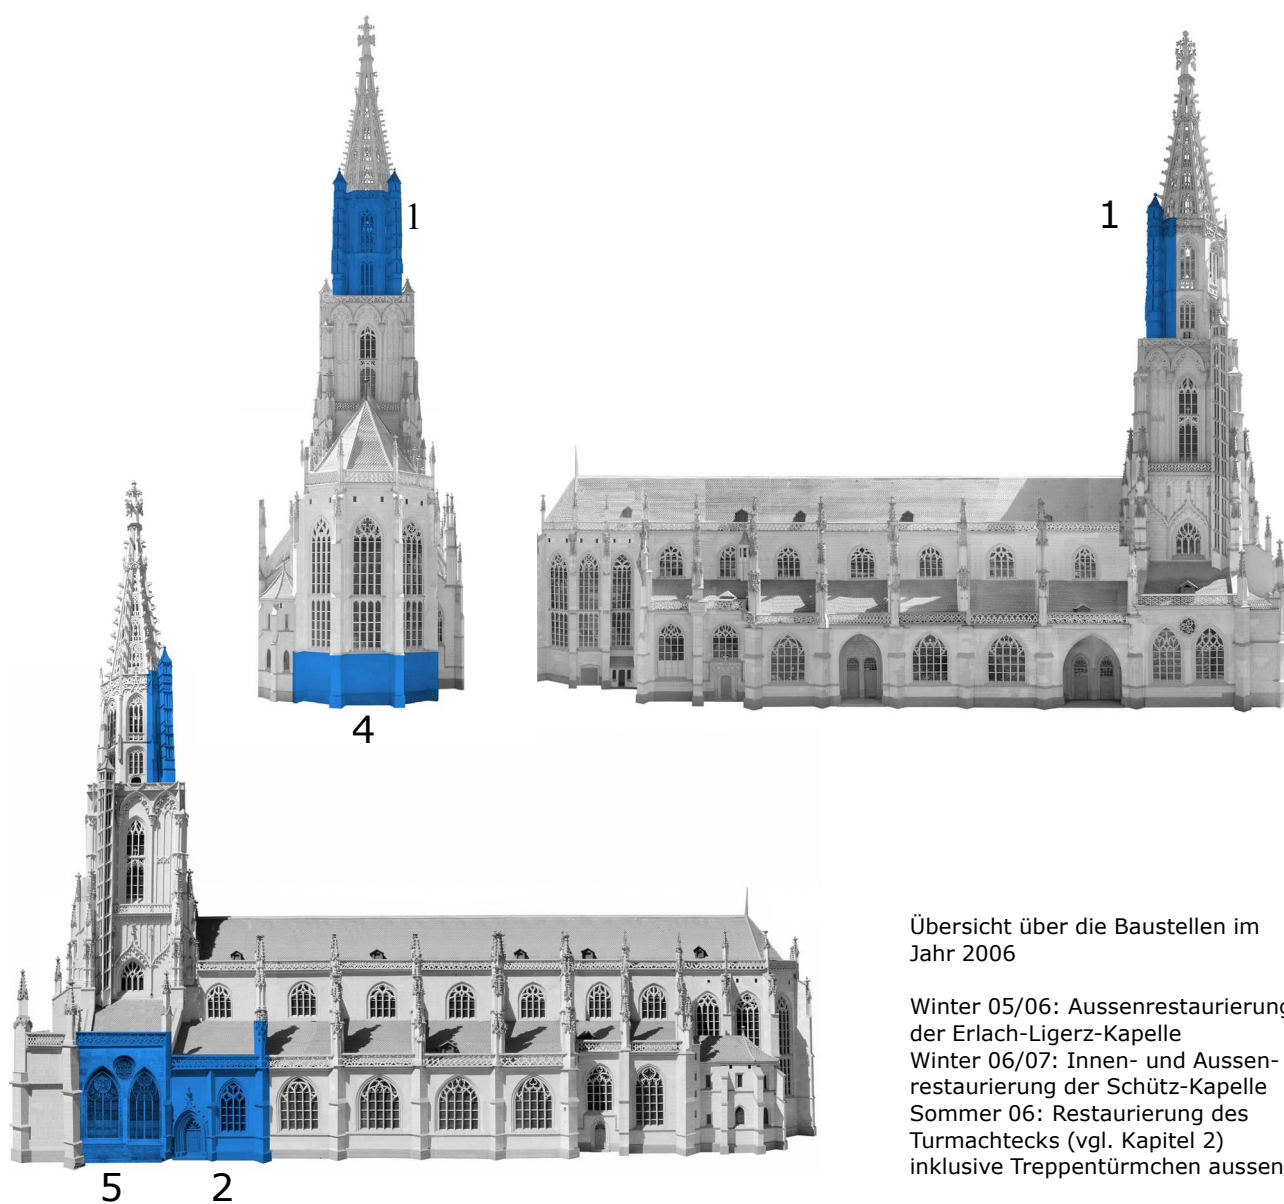 1
1
4
Übersicht über die Baustellen im
Jahr 2006
Winter 05/06: Aussenrestaurierung
der Erlach-Ligerz-Kapelle
Winter 06/07: Innen- und Aussen-
restaurierung der Schütz-Kapelle
Sommer 06: Restaurierung des
Turmachtecks (vgl. Kapitel 2)
inklusive Treppentürmchen aussen
5 2